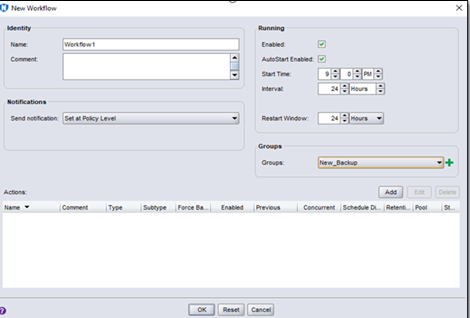 New Workflow
Identity
Name: Workflow1
Comment:
Notifications
Send notification: Set at Policy Level
Running
Enabled:
AutoStart Enabled:
Start Time: 9 0 PM
Interval: 24 Hours
Restart Window: 24 Hours
Groups
Groups: New_Backup
Actions:
Add Edit Delete
Name Comment Type Subtype Force Ba... Enabled Previous Concurrent Schedule Di... Retenti... Pool St...
OK Reset Cancel